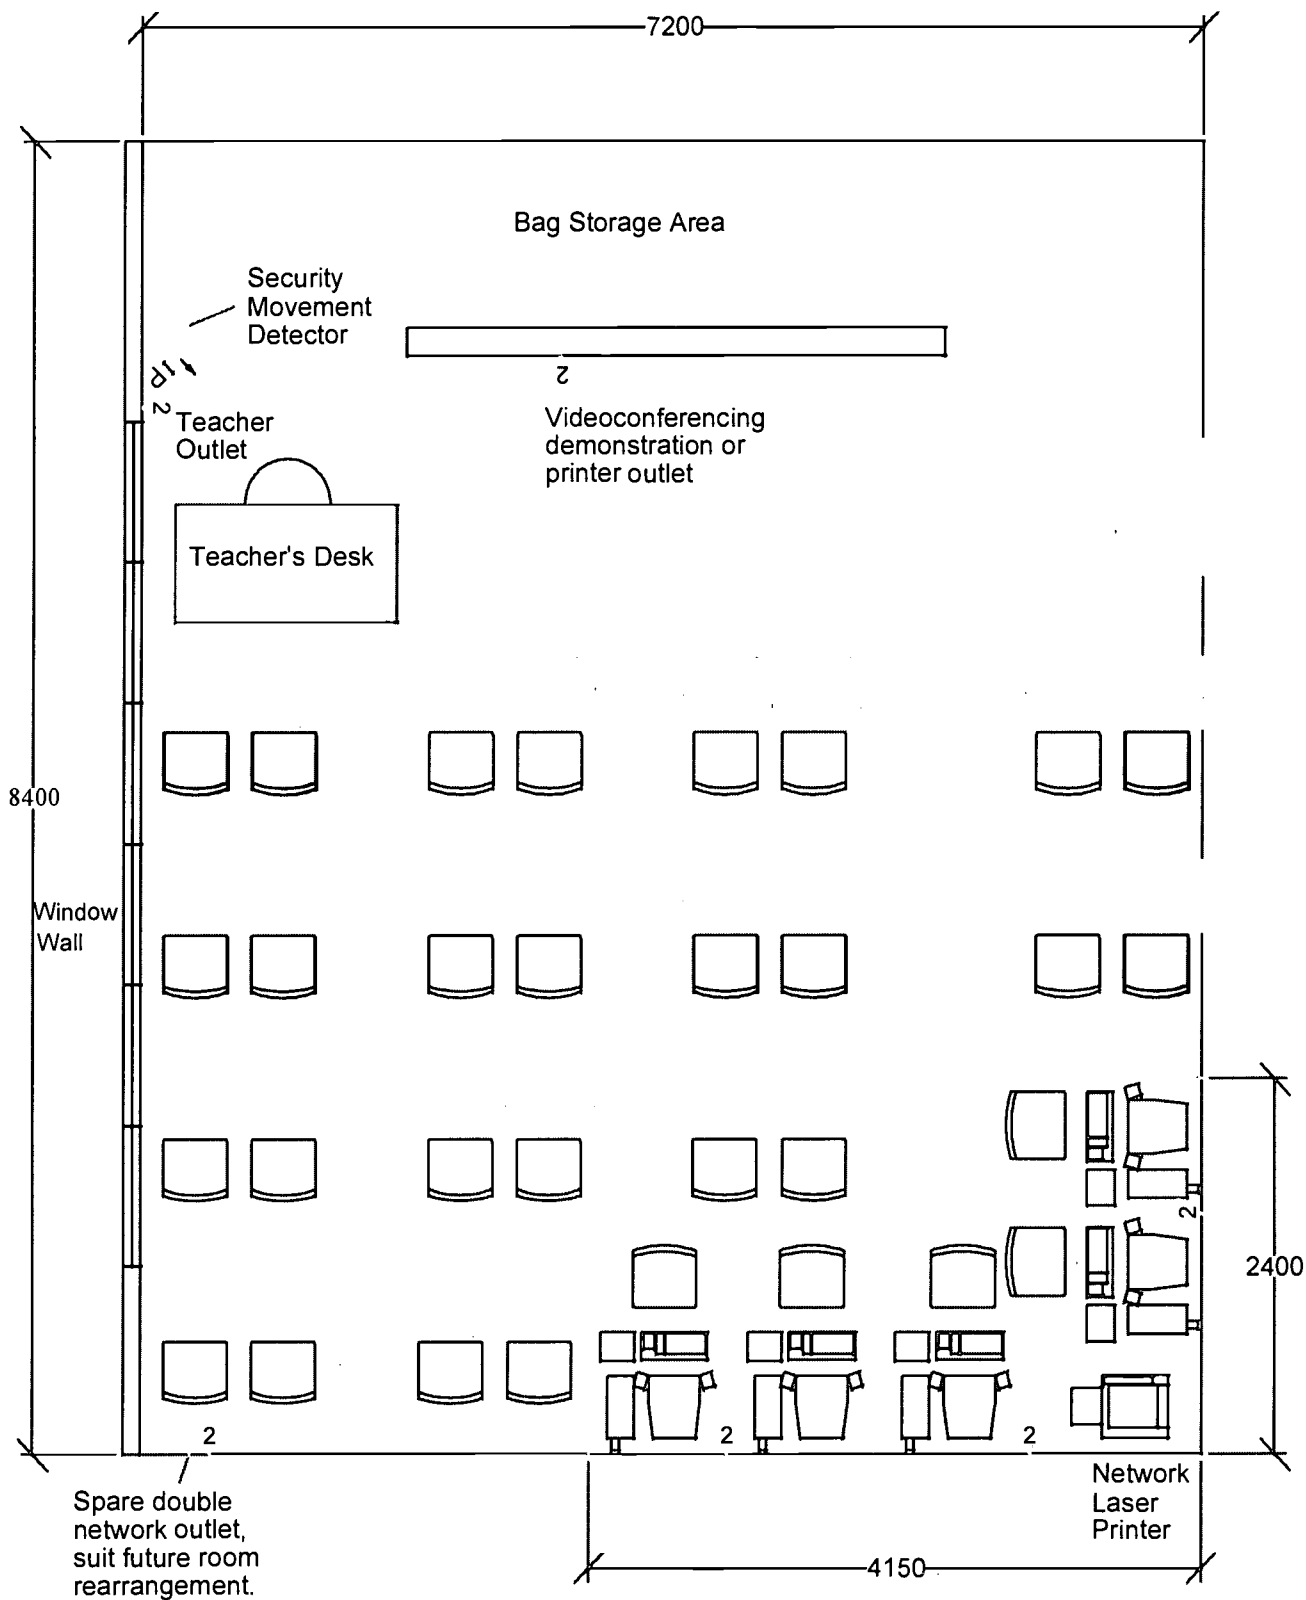 7200
Bag Storage Area
Security
Movement
Detector
1P
2
2
Teacher
Outlet
Videoconferencing
demonstration or
printer outlet
Teacher's Desk
8400
Window
Wall
2
2400
2
2
2
Network
Laser
Printer
Spare double
network outlet,
suit future room
rearrangement.
4150